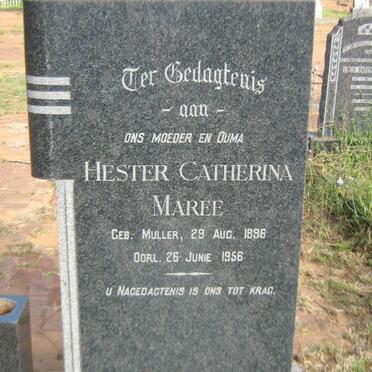 Ter Gedagtenis
- aan -
ONS MOEDER EN OUMA
HESTER CATHERINA
MAREE
GEB. MULLER, 29 AUG. 1896
OORL. 26 JUNIE 1956
U NAGEDAGTENIS IS ONS TOT KRAG.